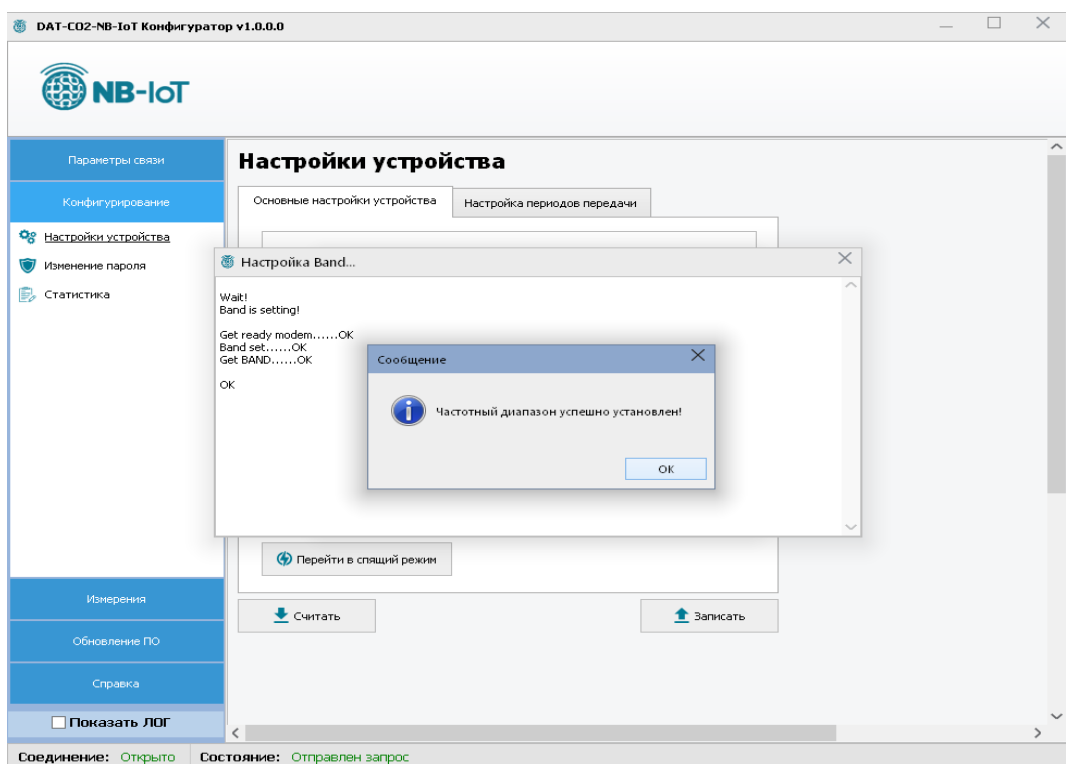 DAT-CO2-NB-IoT Конфигуратор v1.0.0.0
NB-IoT
Параметры связи
Конфигурирование
Настройки устройства
Изменение пароля
Статистика
Измерения
Обновление ПО
Справка
Показать ЛОГ
Настройки устройства
Основные настройки устройства
Настройка периодов передачи
Настройка Band...
Wait!
Band is setting!
Get ready modem......OK
Band set......OK
Get BAND......OK
OK
Сообщение
Частотный диапазон успешно установлен!
ОК
Перейти в спящий режим
Считать
Записать
Соединение: Открыто Состояние: Отправлен запрос